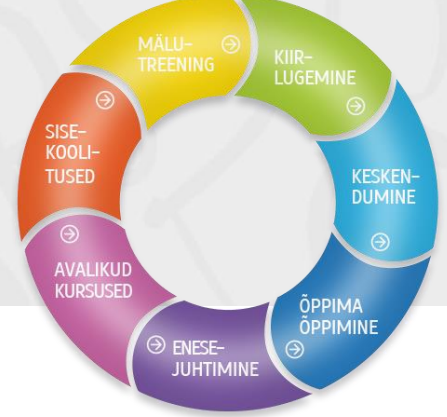 MÄLU-
TREENING
KIIR-
LUGEMINE
KESKEN-
DUMINE
ÕPPIMA
ÕPPIMINE
ENESE-
JUHTIMINE
AVALIKUD
KURSUSED
SISE-
KOOLI-
TUSED